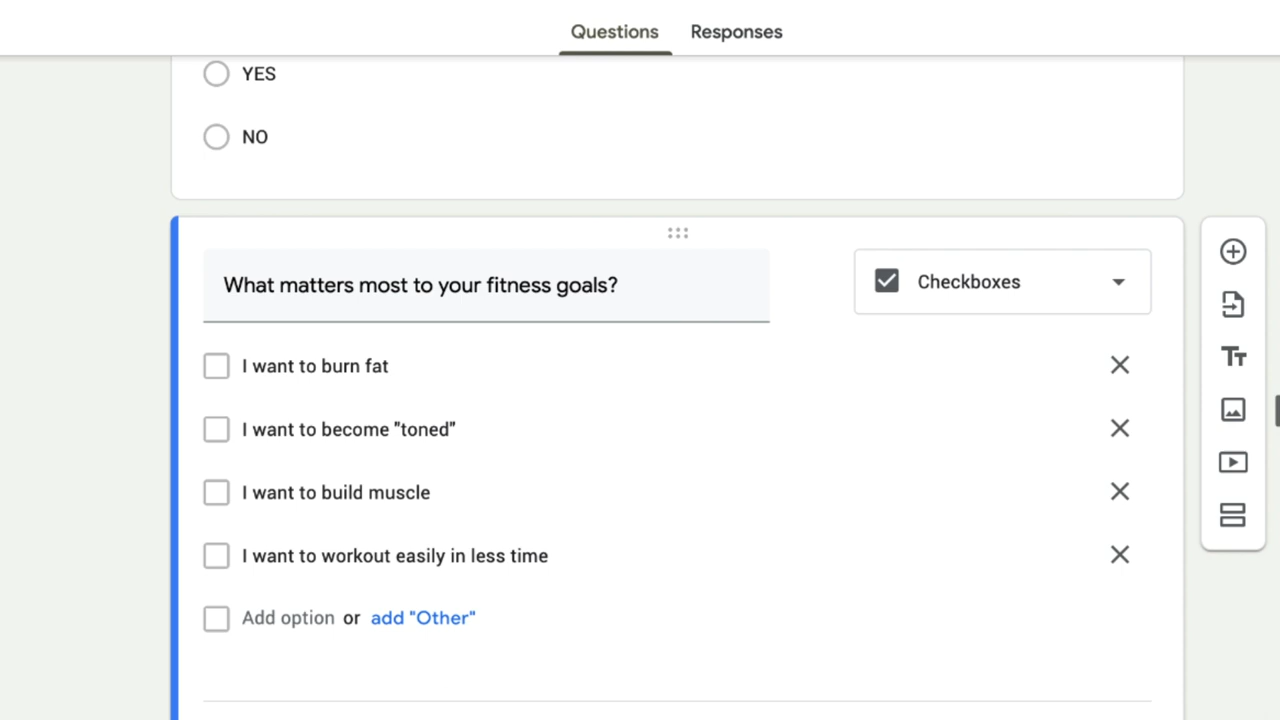 Questions Responses
YES
NO
What matters most to your fitness goals?
Checkboxes
I want to burn fat
I want to become "toned"
I want to build muscle
I want to workout easily in less time
Add option or add "Other"
Tт